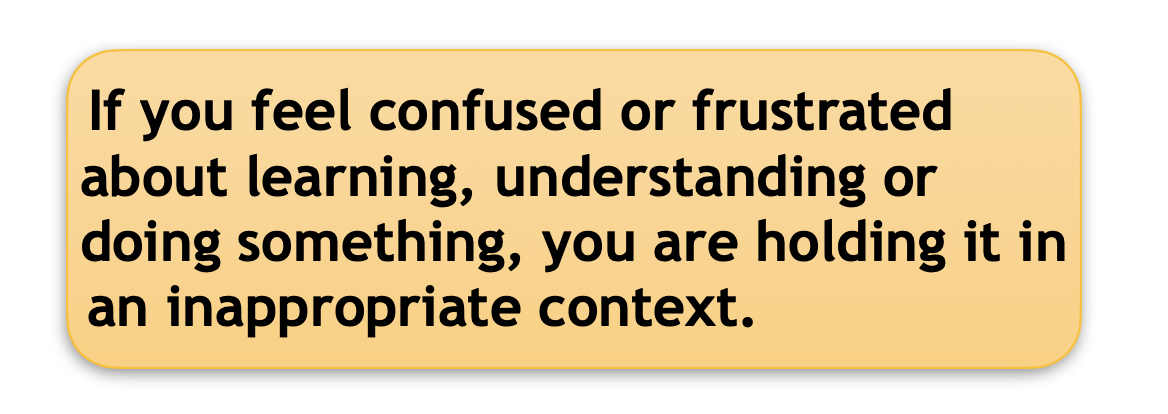 If you feel confused or frustrated
about learning, understanding or
doing something, you are holding it in
an inappropriate context.